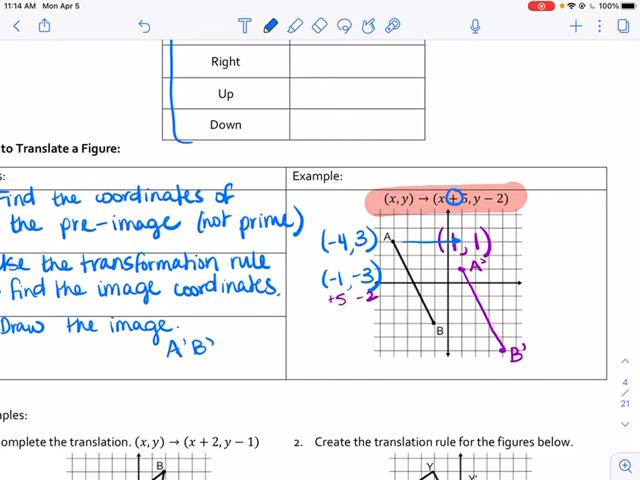 11:14 AM Mon Apr 5
100%
Right
Up
Down
to Translate a Figure:
s:
Example:
Find the coordinates of
the pre-image (not prime)
Use the transformation rule
find the image coordinates.
Draw the image.
A'B'
(x, y) → (x + 5, y − 2)
(-4, 3)
A
(1, 1)
(-1, -3)
+5 -2
A'
B
B'
4
/
21
mples:
omplete the translation. (x, y) → (x + 2, y − 1)
2. Create the translation rule for the figures below.
B
Y
Y'